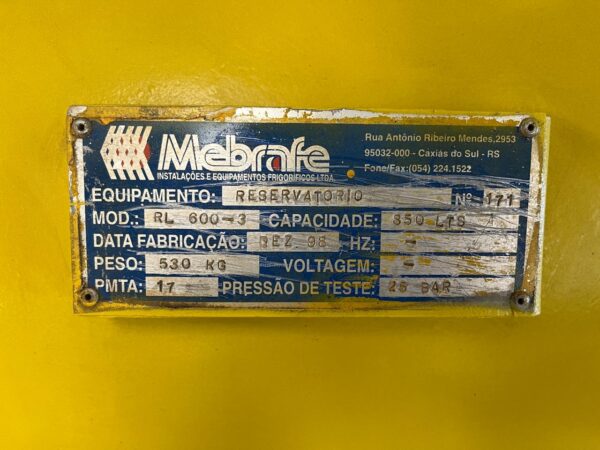 Mebrafe
INSTALAÇÕES E EQUIPAMENTOS FRIGORÍFICOS LTDA.
Rua Antônio Ribeiro Mendes,2953
95032-000 - Caxias do Sul - RS
Fone/Fax:(054) 224.1522
EQUIPAMENTO: RESERVATORIO Nº 171
MOD.: RL 600-3 CAPACIDADE: 850 LTS
DATA FABRICAÇÃO: DEZ 98 HZ: -
PESO: 530 KG VOLTAGEM: -
PMTA: 17 PRESSÃO DE TESTE: 25 BAR